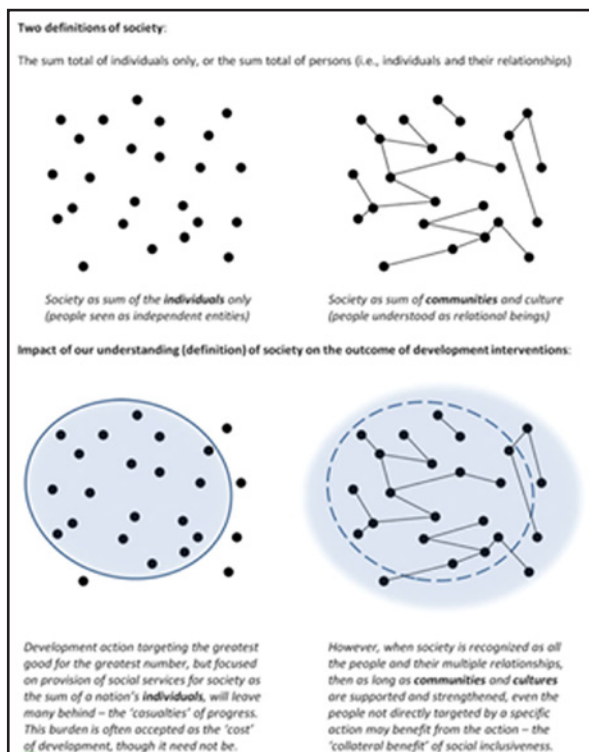 Two definitions of society:
The sum total of individuals only, or the sum total of persons (i.e., individuals and their relationships)
Society as sum of the individuals only
(people seen as independent entities)
Society as sum of communities and culture
(people understood as relational beings)
Impact of our understanding (definition) of society on the outcome of development interventions:
Development action targeting the greatest
good for the greatest number, but focused
on provision of social services for society as
the sum of a nation's individuals, will leave
many behind – the 'casualties' of progress.
This burden is often accepted as the 'cost'
of development, though it need not be.
However, when society is recognized as all
the people and their multiple relationships,
then as long as communities and cultures
are supported and strengthened, even the
people not directly targeted by a specific
action may benefit from the action – the
'collateral benefit' of social inclusiveness.